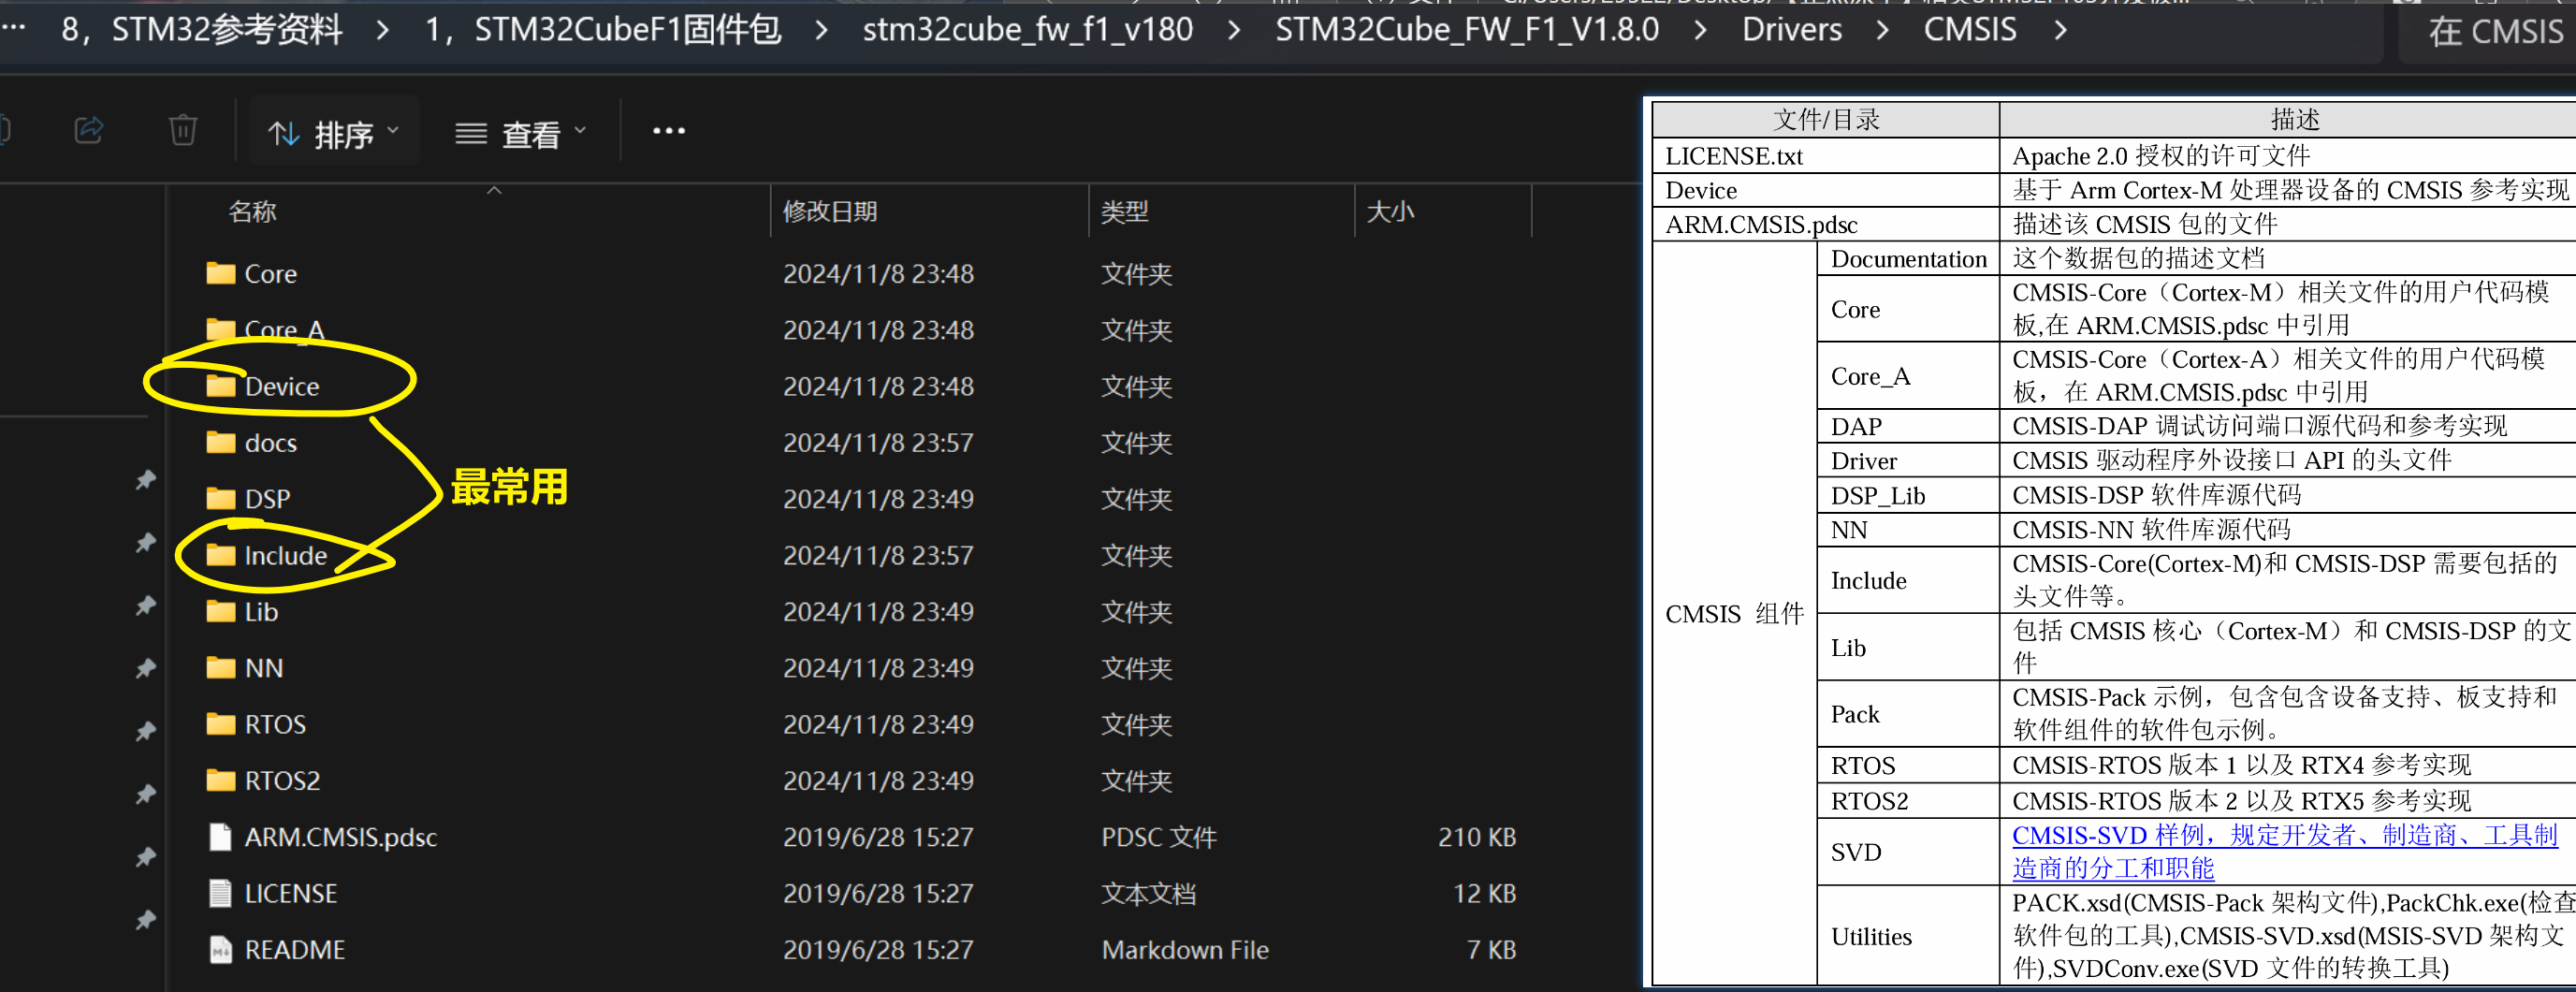 8，STM32参考资料 > 1，STM32CubeF1固件包 > stm32cube_fw_f1_v180 > STM32Cube_FW_F1_V1.8.0 > Drivers > CMSIS >
在 CMSIS
排序
查看
名称 修改日期 类型 大小
Core 2024/11/8 23:48 文件夹
Core_A 2024/11/8 23:48 文件夹
Device 2024/11/8 23:48 文件夹
docs 2024/11/8 23:57 文件夹
最常用
DSP 2024/11/8 23:49 文件夹
Include 2024/11/8 23:57 文件夹
Lib 2024/11/8 23:49 文件夹
NN 2024/11/8 23:49 文件夹
RTOS 2024/11/8 23:49 文件夹
RTOS2 2024/11/8 23:49 文件夹
ARM.CMSIS.pdsc 2019/6/28 15:27 PDSC 文件 210 KB
LICENSE 2019/6/28 15:27 文本文档 12 KB
README 2019/6/28 15:27 Markdown File 7 KB
文件/目录 描述
LICENSE.txt Apache 2.0 授权的许可文件
Device 基于 Arm Cortex-M 处理器设备的 CMSIS 参考实现
ARM.CMSIS.pdsc 描述该 CMSIS 包的文件
CMSIS 组件
Documentation 这个数据包的描述文档
Core CMSIS-Core（Cortex-M）相关文件的用户代码模
板,在 ARM.CMSIS.pdsc 中引用
Core_A CMSIS-Core（Cortex-A）相关文件的用户代码模
板，在 ARM.CMSIS.pdsc 中引用
DAP CMSIS-DAP 调试访问端口源代码和参考实现
Driver CMSIS 驱动程序外设接口 API 的头文件
DSP_Lib CMSIS-DSP 软件库源代码
NN CMSIS-NN 软件库源代码
Include CMSIS-Core(Cortex-M)和 CMSIS-DSP 需要包括的
头文件等。
Lib 包括 CMSIS 核心（Cortex-M）和 CMSIS-DSP 的文
件
Pack CMSIS-Pack 示例，包含包含设备支持、板支持和
软件组件的软件包示例。
RTOS CMSIS-RTOS 版本 1 以及 RTX4 参考实现
RTOS2 CMSIS-RTOS 版本 2 以及 RTX5 参考实现
SVD CMSIS-SVD 样例，规定开发者、制造商、工具制
造商的分工和职能
Utilities PACK.xsd(CMSIS-Pack 架构文件),PackChk.exe(检查
软件包的工具),CMSIS-SVD.xsd(MSIS-SVD 架构文
件),SVDConv.exe(SVD 文件的转换工具)